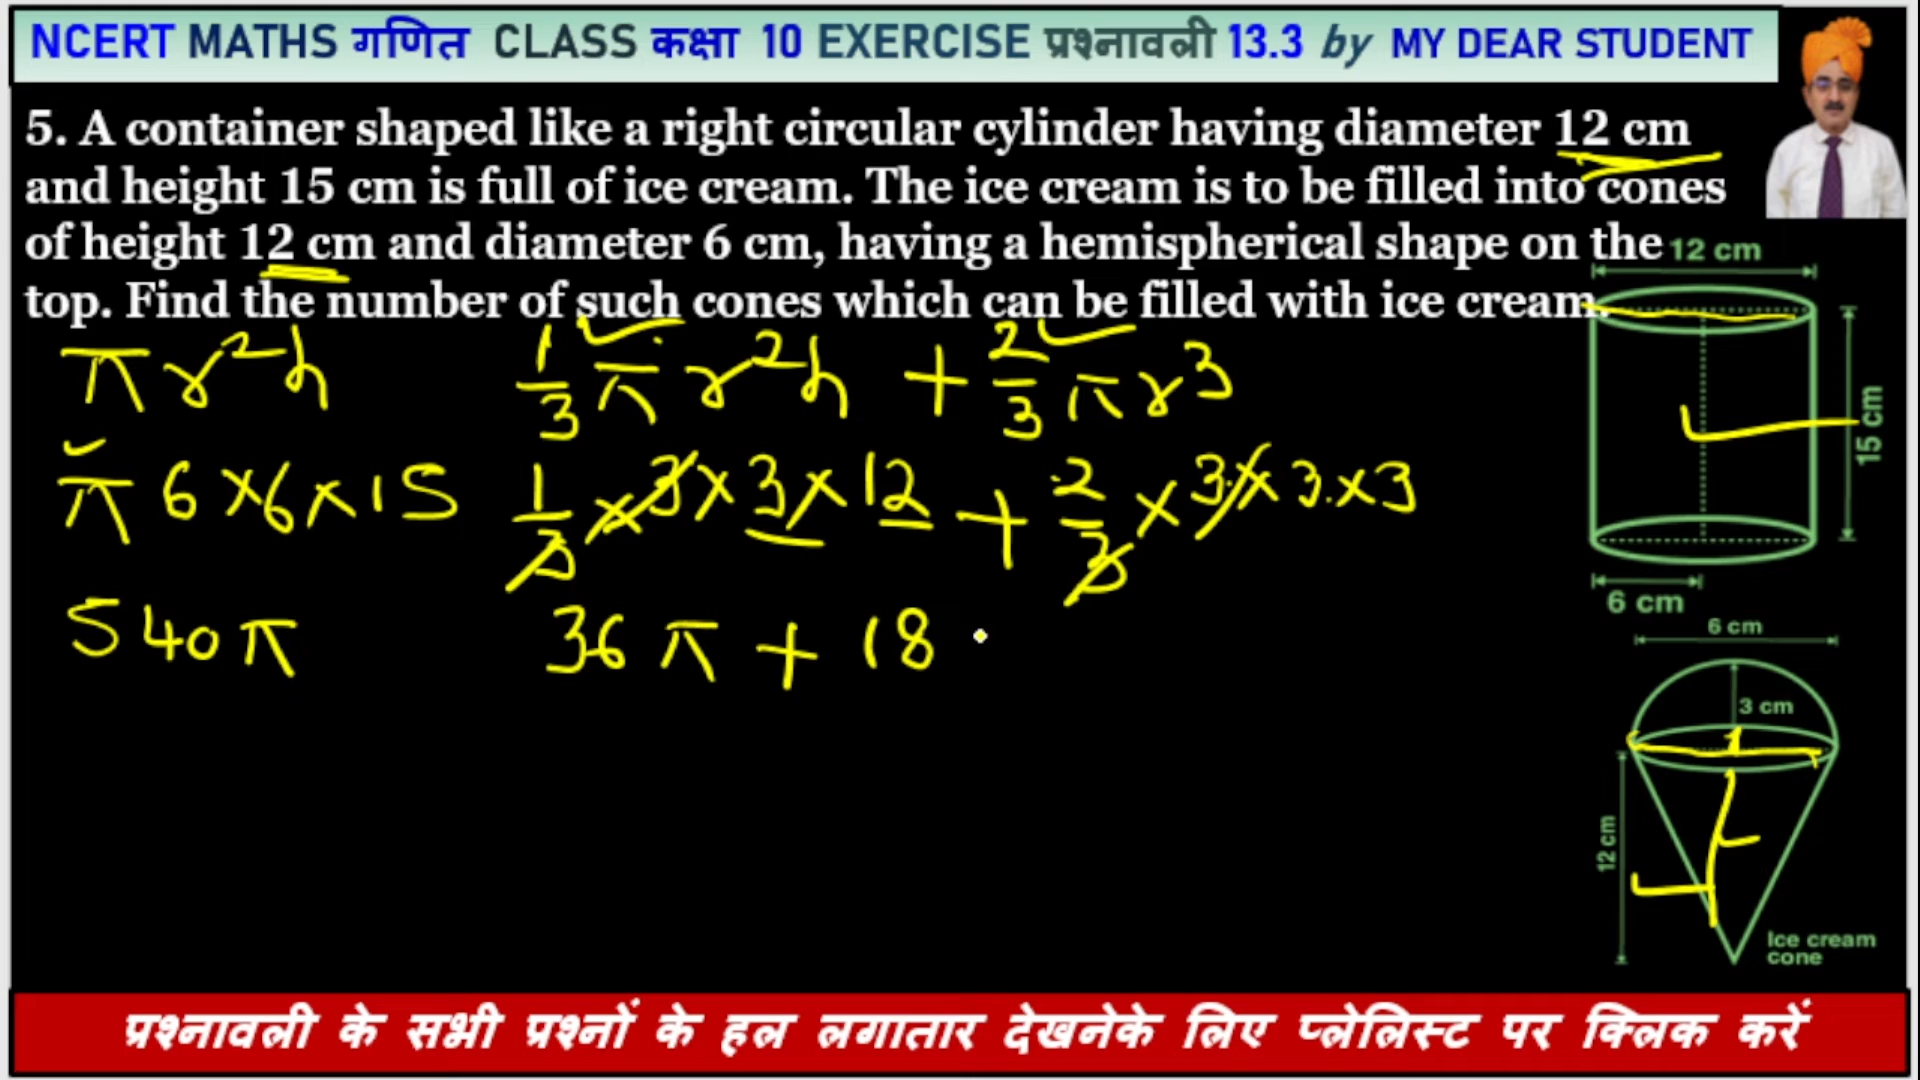 NCERT MATHS गणित CLASS कक्षा 10 EXERCISE प्रश्नावली 13.3 by MY DEAR STUDENT
5. A container shaped like a right circular cylinder having diameter 12 cm
and height 15 cm is full of ice cream. The ice cream is to be filled into cones
of height 12 cm and diameter 6 cm, having a hemispherical shape on the
top. Find the number of such cones which can be filled with ice cream.
πr²h 1/3 πr²h + 2/3 πr³
π 6×6×15 1/3 × 3×3×12 + 2/3 × 3×3×3
540π 36π + 18
12 cm
15 cm
6 cm
6 cm
3 cm
12 cm
Ice cream
cone
प्रश्नावली के सभी प्रश्नों के हल लगातार देखनेके लिए प्लेलिस्ट पर क्लिक करें